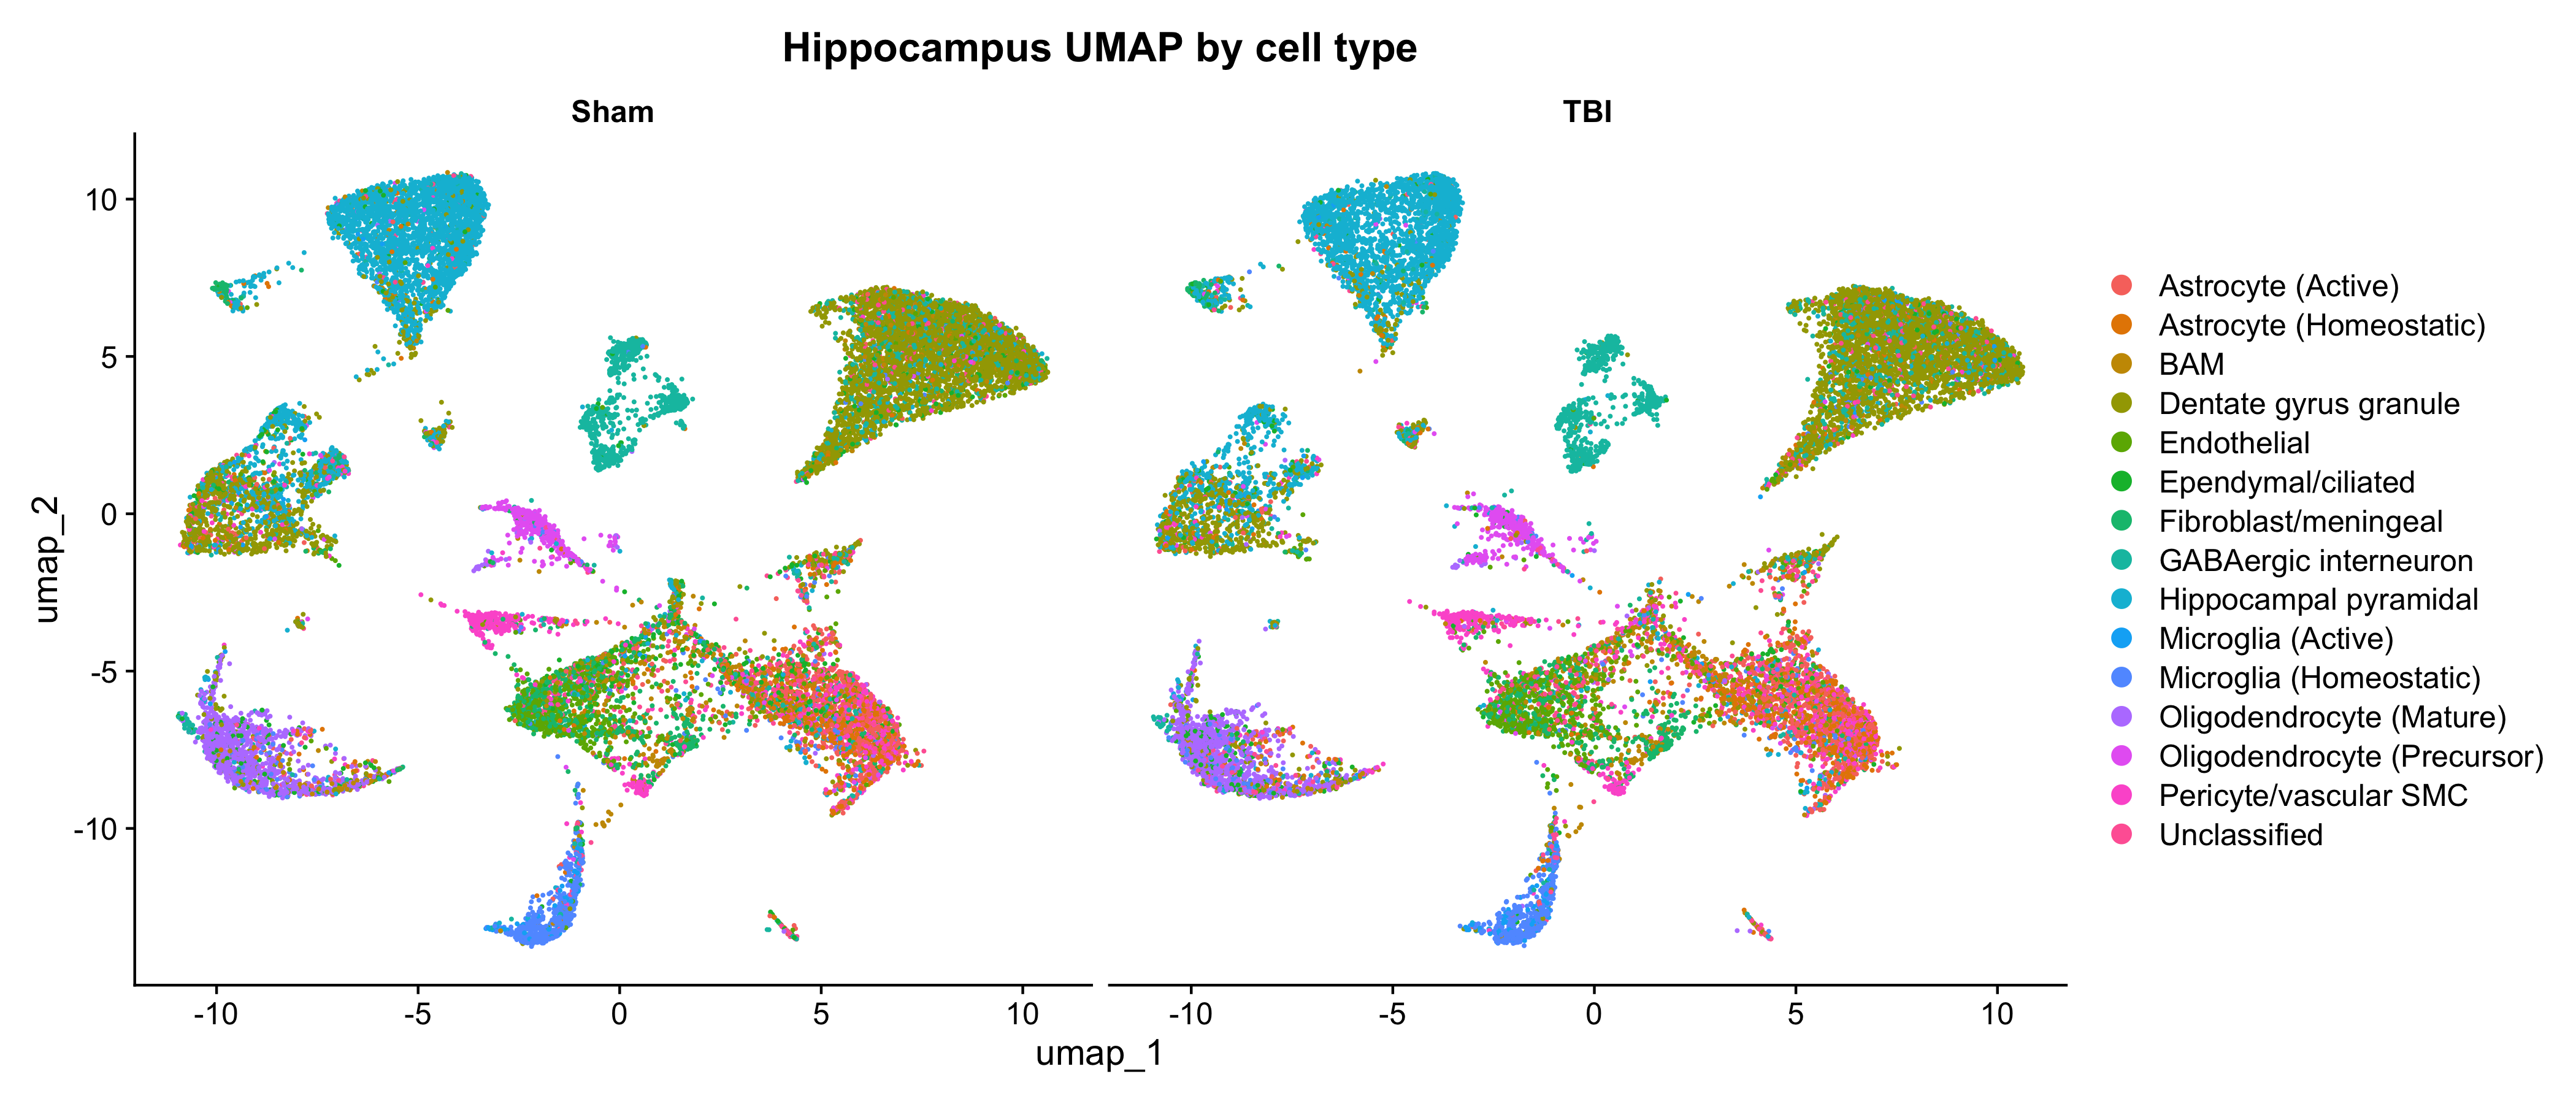 Hippocampus UMAP by cell type
Sham
TBI
umap_2
10
5
0
-5
-10
-10
-5
0
5
10
-10
-5
0
5
10
umap_1
Astrocyte (Active)
Astrocyte (Homeostatic)
BAM
Dentate gyrus granule
Endothelial
Ependymal/ciliated
Fibroblast/meningeal
GABAergic interneuron
Hippocampal pyramidal
Microglia (Active)
Microglia (Homeostatic)
Oligodendrocyte (Mature)
Oligodendrocyte (Precursor)
Pericyte/vascular SMC
Unclassified